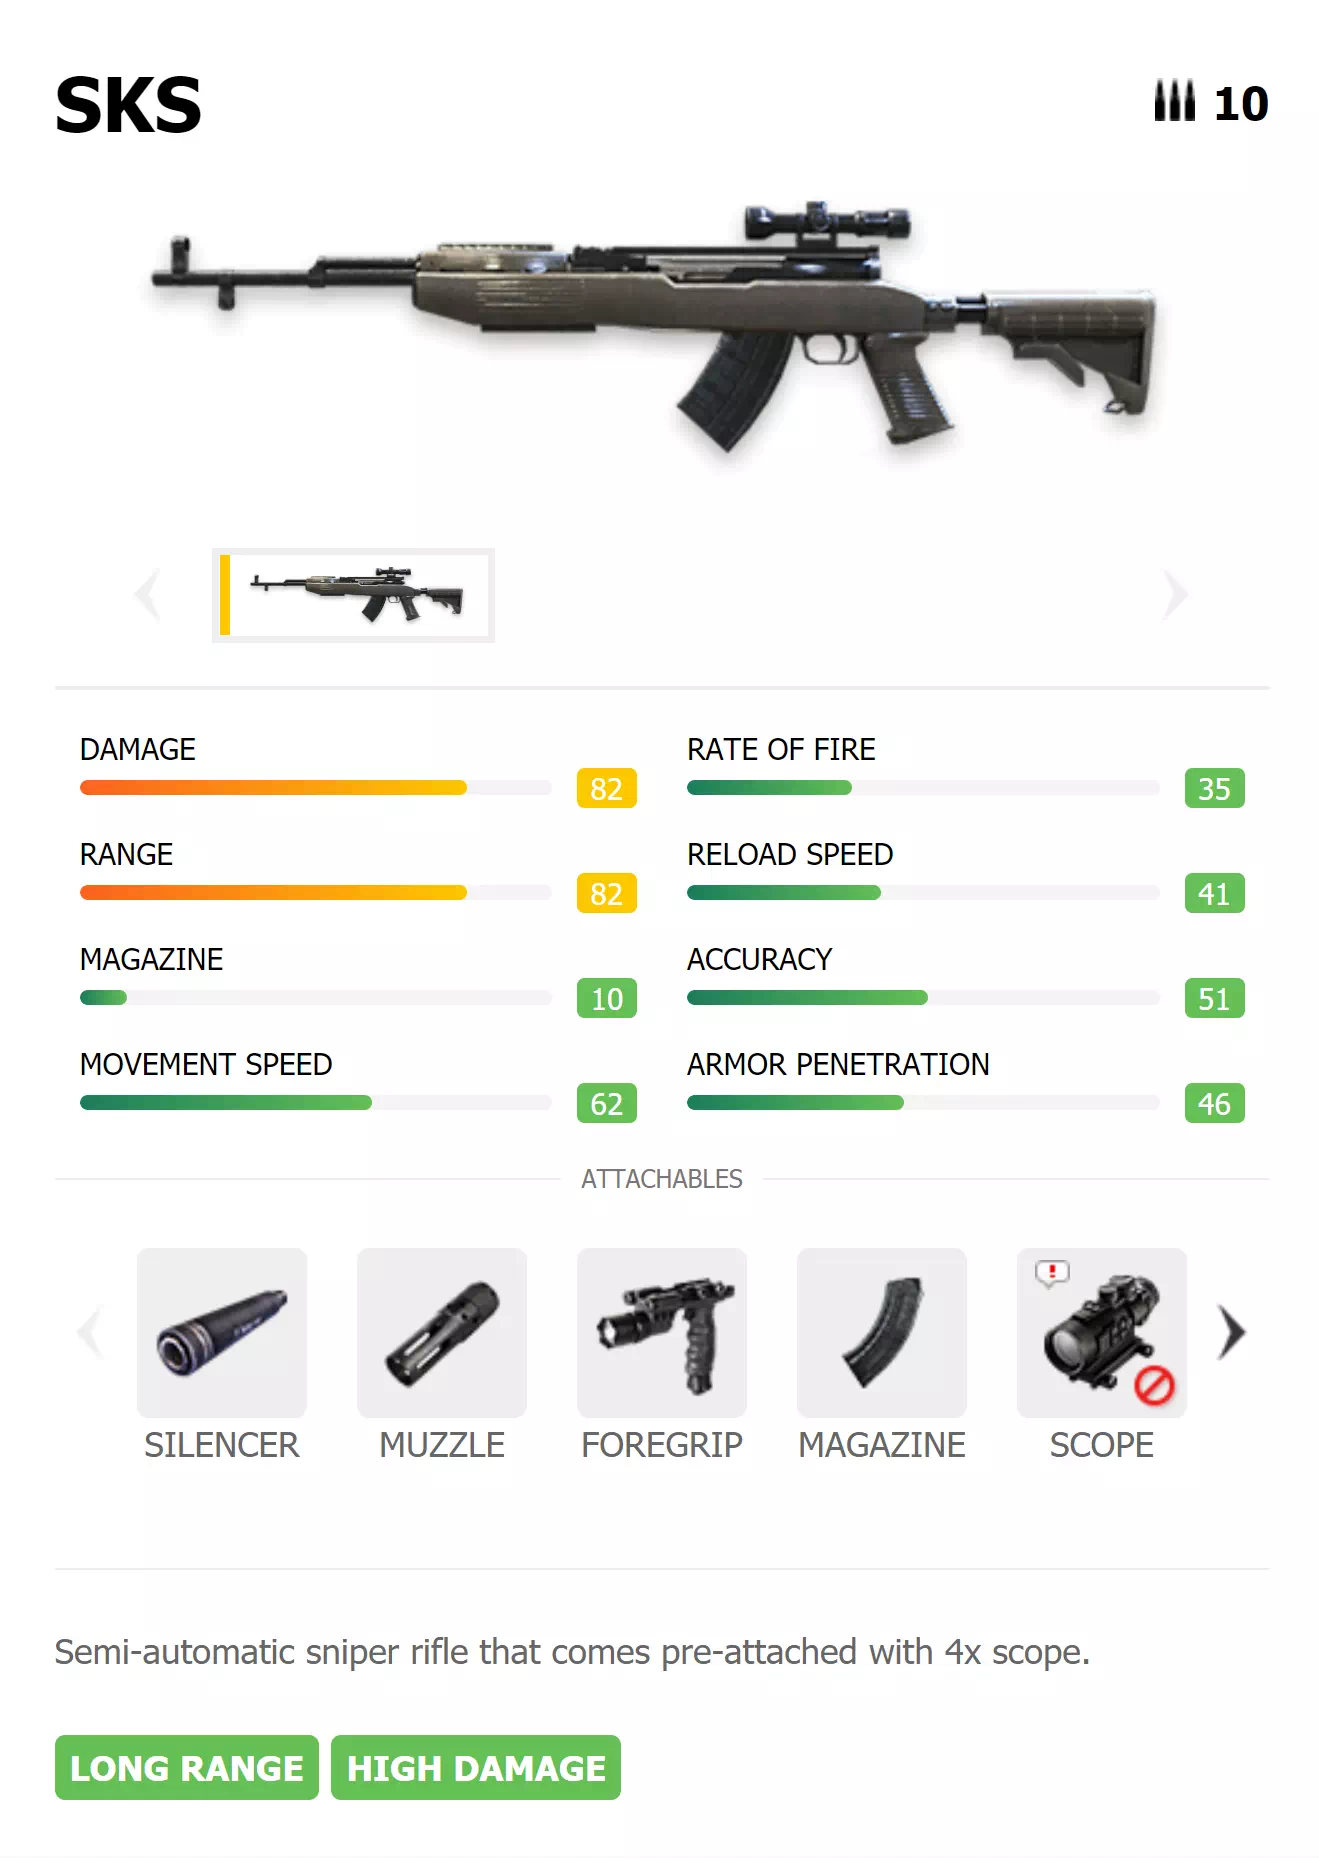 SKS
10
DAMAGE
82
RATE OF FIRE
35
RANGE
82
RELOAD SPEED
41
MAGAZINE
10
ACCURACY
51
MOVEMENT SPEED
62
ARMOR PENETRATION
46
ATTACHABLES
!
SILENCER
MUZZLE
FOREGRIP
MAGAZINE
SCOPE
Semi-automatic sniper rifle that comes pre-attached with 4x scope.
LONG RANGE
HIGH DAMAGE